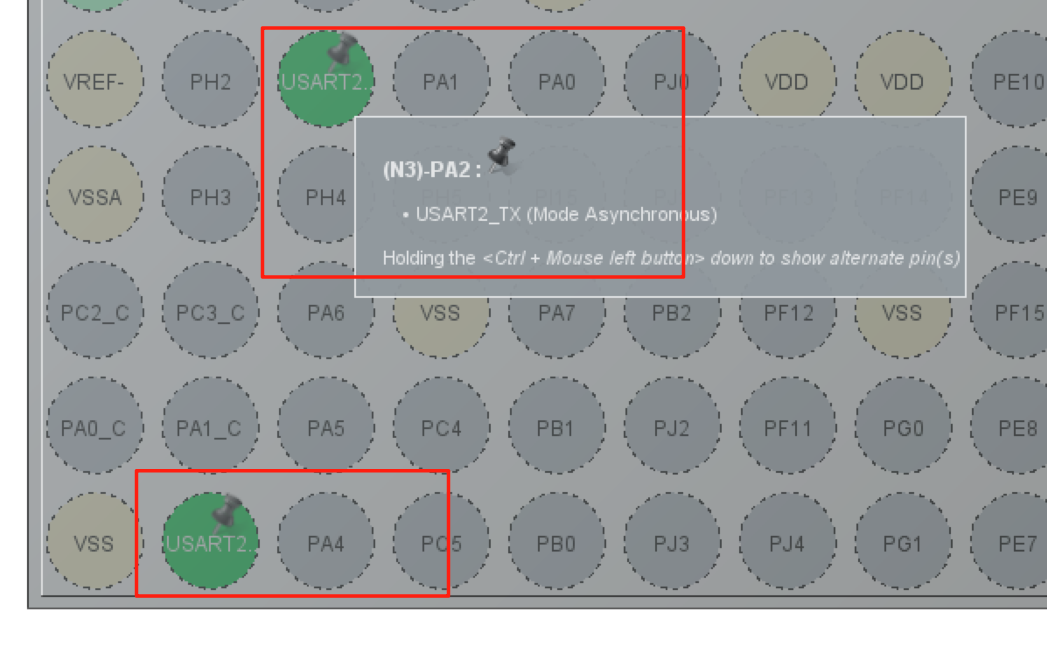 VREF-
PH2
USART2..
PA1
PA0
PJ0
VDD
VDD
PE10
(N3)-PA2 :
VSSA
PH3
PH4
PE9
• USART2_TX (Mode Asynchronous)
Holding the <Ctrl + Mouse left button> down to show alternate pin(s)
PC2_C
PC3_C
PA6
VSS
PA7
PB2
PF12
VSS
PF15
PA0_C
PA1_C
PA5
PC4
PB1
PJ2
PF11
PG0
PE8
VSS
USART2..
PA4
PC5
PB0
PJ3
PJ4
PG1
PE7